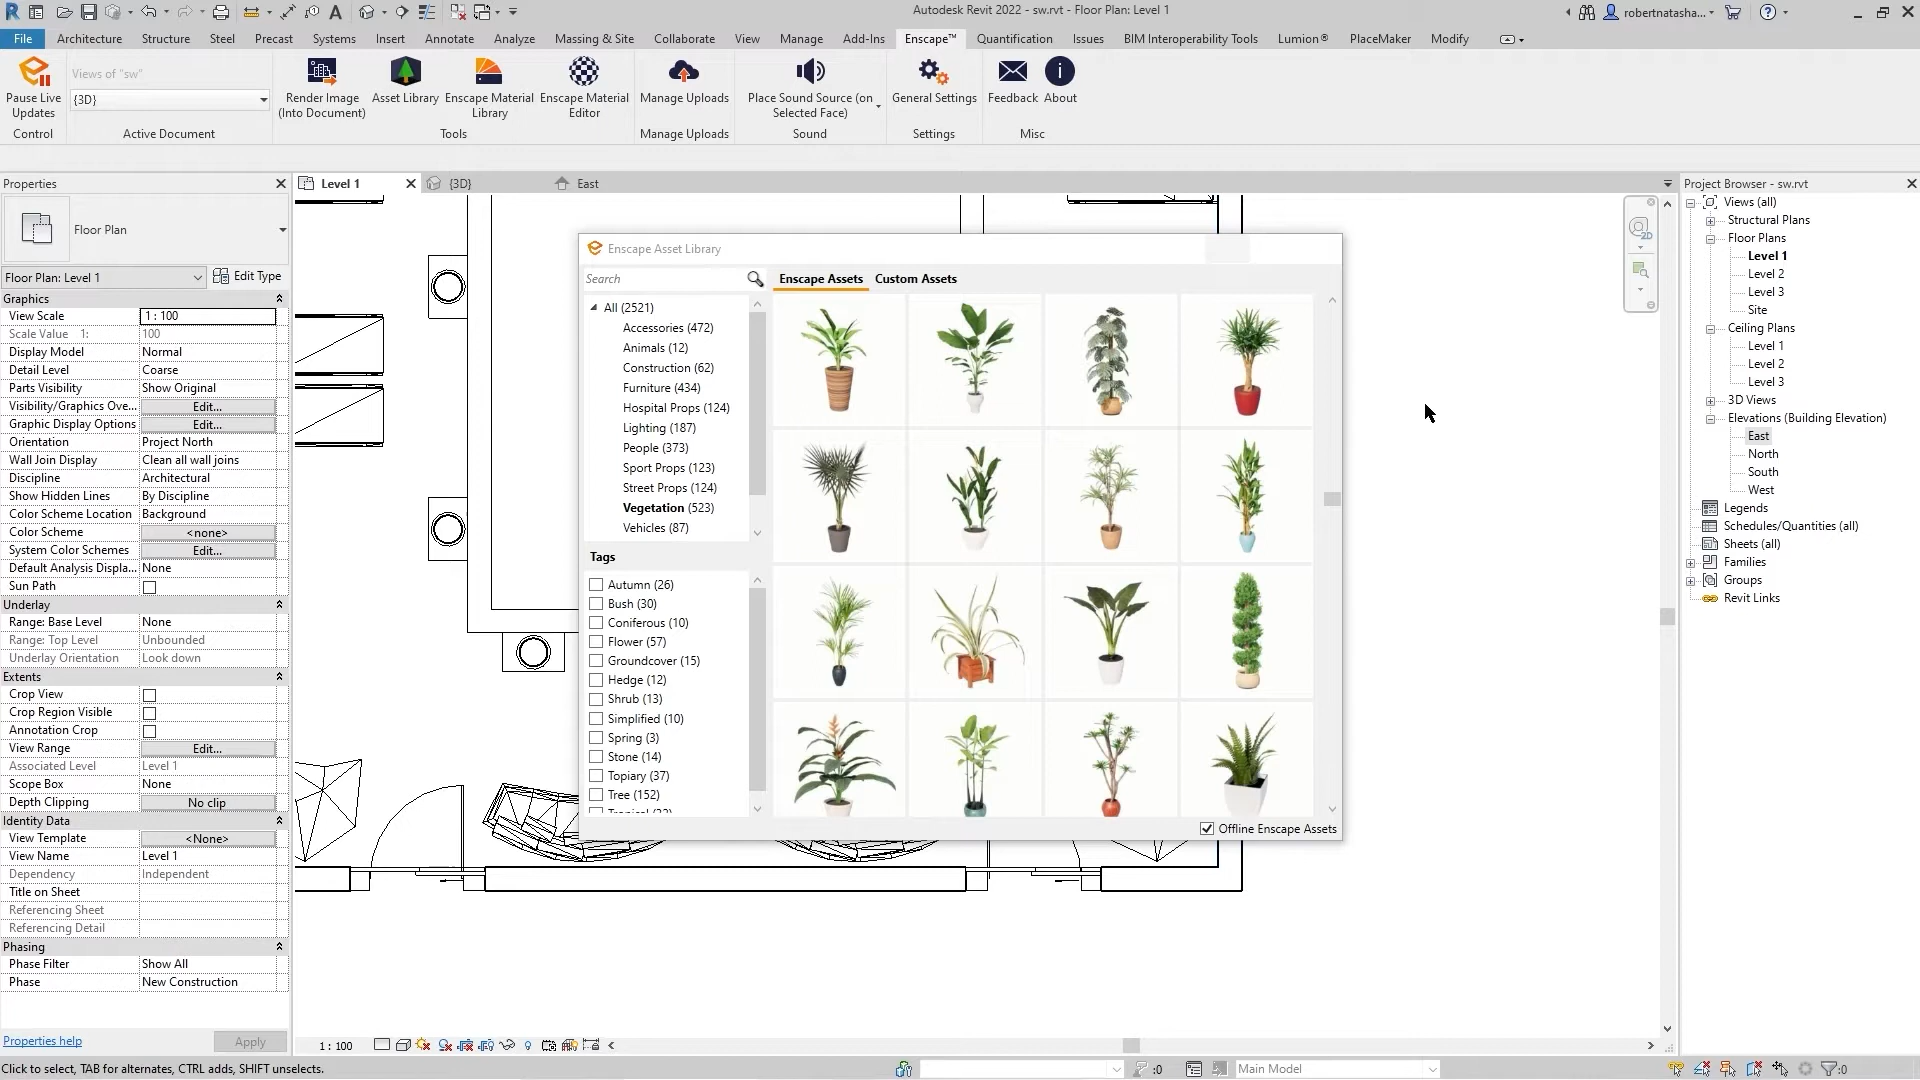 Autodesk Revit 2022 - sw.rvt - Floor Plan: Level 1
robertnatasha...
File Architecture Structure Steel Precast Systems Insert Annotate Analyze Massing & Site Collaborate View Manage Add-Ins Enscape™ Quantification Issues BIM Interoperability Tools Lumion® PlaceMaker Modify
Pause Live Updates
Control
Views of "sw"
{3D}
Active Document
Render Image (Into Document)
Asset Library
Enscape Material Library
Enscape Material Editor
Tools
Manage Uploads
Manage Uploads
Place Sound Source (on Selected Face)
Sound
General Settings
Settings
Feedback
About
Misc
Properties
Level 1
{3D}
East
Project Browser - sw.rvt
Floor Plan
Floor Plan: Level 1
Edit Type
Graphics
View Scale 1 : 100
Scale Value 1: 100
Display Model Normal
Detail Level Coarse
Parts Visibility Show Original
Visibility/Graphics Ove... Edit...
Graphic Display Options Edit...
Orientation Project North
Wall Join Display Clean all wall joins
Discipline Architectural
Show Hidden Lines By Discipline
Color Scheme Location Background
Color Scheme <none>
System Color Schemes Edit...
Default Analysis Displa... None
Sun Path
Underlay
Range: Base Level None
Range: Top Level Unbounded
Underlay Orientation Look down
Extents
Crop View
Crop Region Visible
Annotation Crop
View Range Edit...
Associated Level Level 1
Scope Box None
Depth Clipping No clip
Identity Data
View Template <None>
View Name Level 1
Dependency Independent
Title on Sheet
Referencing Sheet
Referencing Detail
Phasing
Phase Filter Show All
Phase New Construction
Properties help
Apply
Enscape Asset Library
Search
Enscape Assets Custom Assets
All (2521)
Accessories (472)
Animals (12)
Construction (62)
Furniture (434)
Hospital Props (124)
Lighting (187)
People (373)
Sport Props (123)
Street Props (124)
Vegetation (523)
Vehicles (87)
Tags
Autumn (26)
Bush (30)
Coniferous (10)
Flower (57)
Groundcover (15)
Hedge (12)
Shrub (13)
Simplified (10)
Spring (3)
Stone (14)
Topiary (37)
Tree (152)
Offline Enscape Assets
2D
Views (all)
Structural Plans
Floor Plans
Level 1
Level 2
Level 3
Site
Ceiling Plans
Level 1
Level 2
Level 3
3D Views
Elevations (Building Elevation)
East
North
South
West
Legends
Schedules/Quantities (all)
Sheets (all)
Families
Groups
Revit Links
1 : 100
Click to select, TAB for alternates, CTRL adds, SHIFT unselects.
:0
Main Model
:0